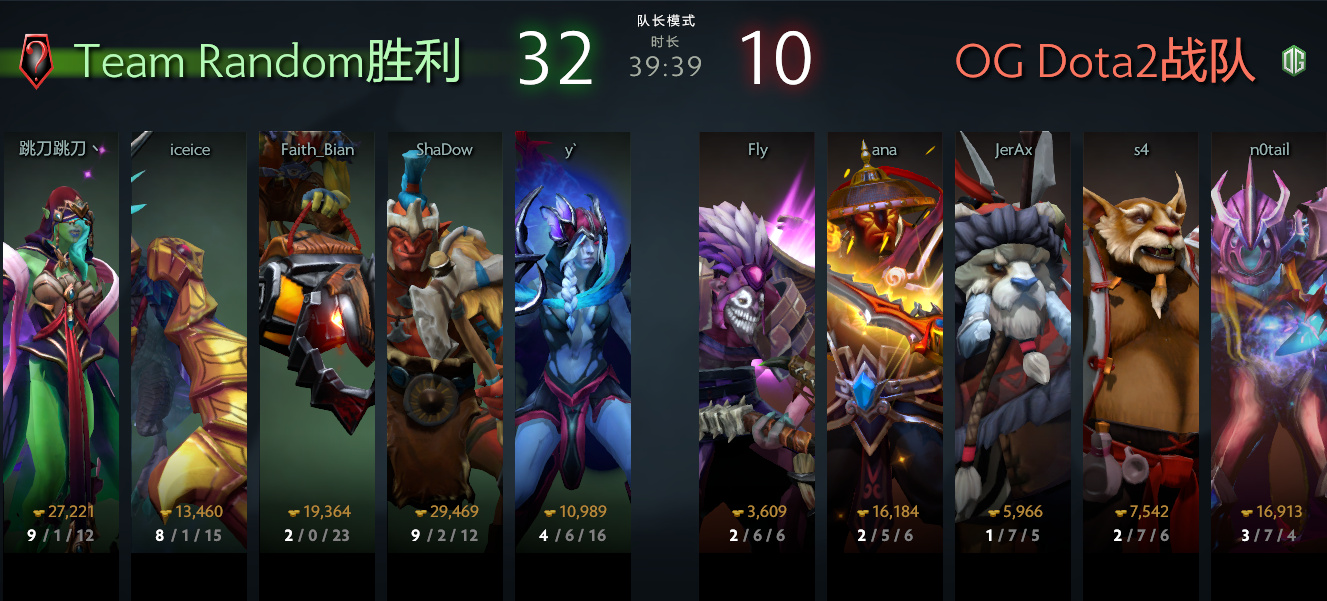 队长模式
Team Random胜利 32 时长 10 OG Dota2战队
39:39
跳刀跳刀丶 iceice Faith_Bian ShaDow y` Fly ana JerAx s4 n0tail
27,221 13,460 19,364 29,469 10,989 3,609 16,184 5,966 7,542 16,913
9 / 1 / 12 8 / 1 / 15 2 / 0 / 23 9 / 2 / 12 4 / 6 / 16 2 / 6 / 6 2 / 5 / 6 1 / 7 / 5 2 / 7 / 6 3 / 7 / 4